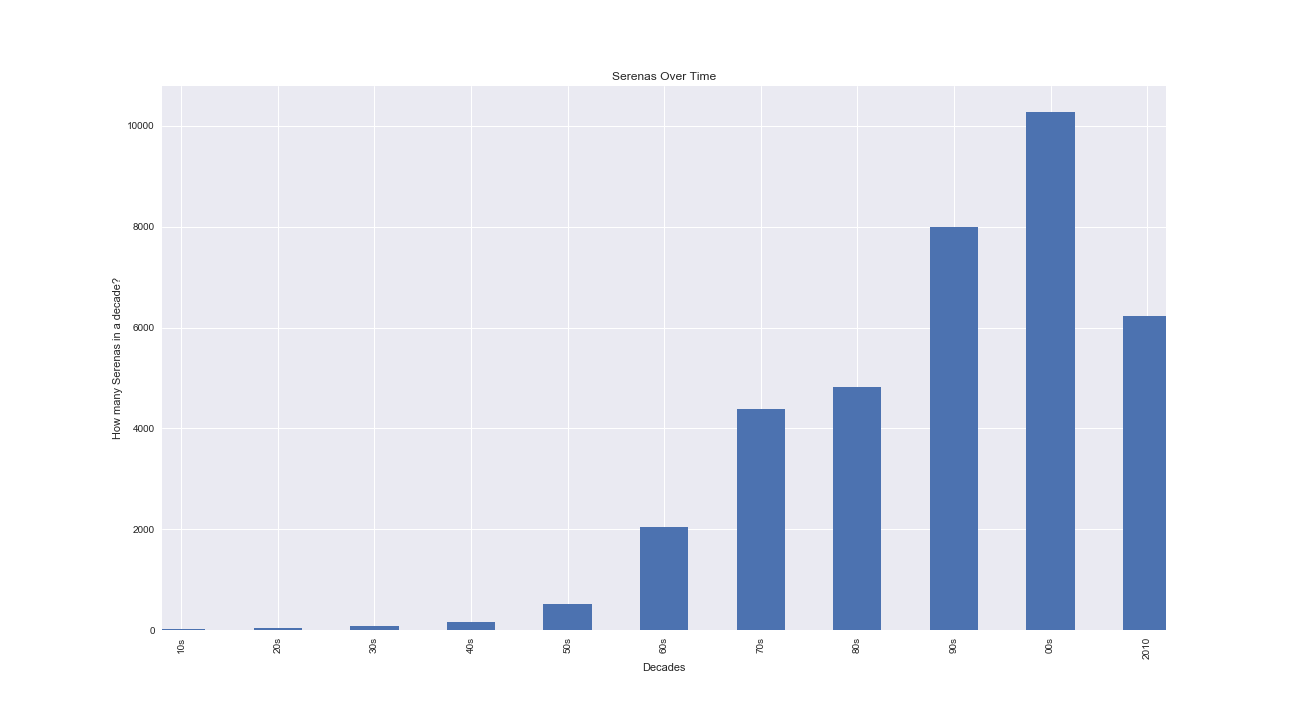 Serenas Over Time
How many Serenas in a decade?
10000
8000
6000
4000
2000
0
10s
20s
30s
40s
50s
60s
70s
80s
90s
00s
2010
Decades